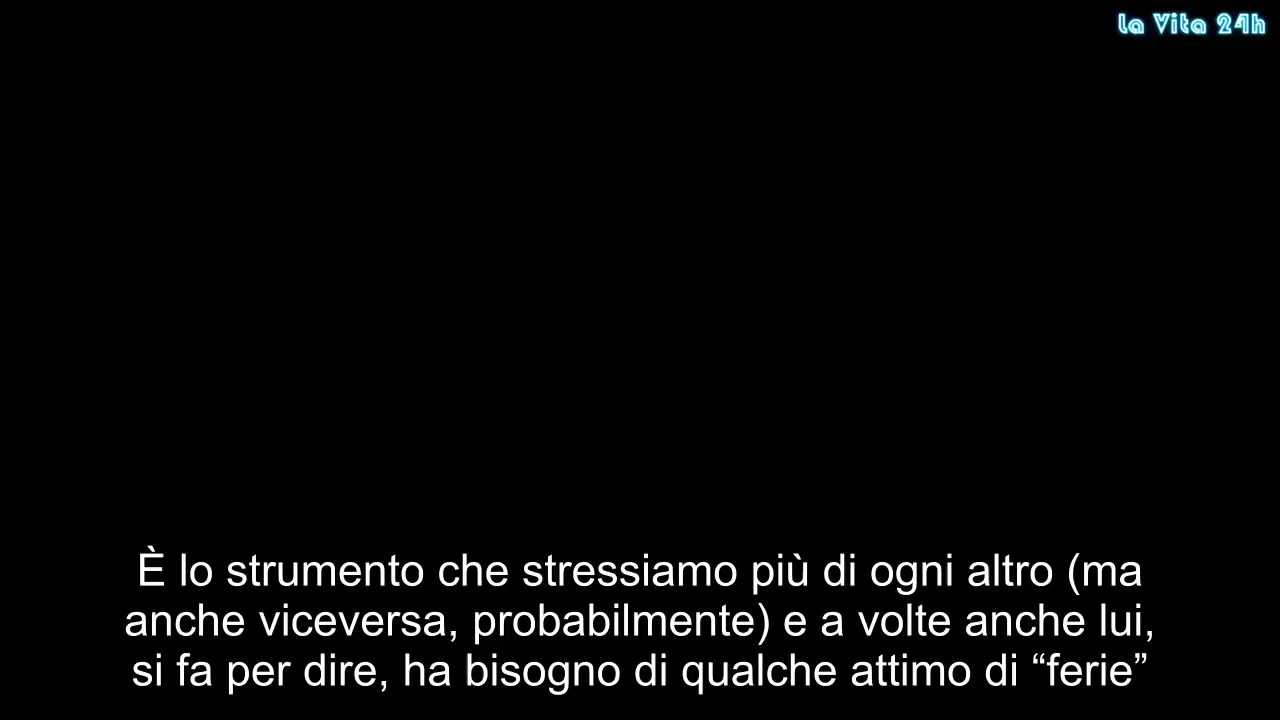 La Vita 24h
È lo strumento che stressiamo più di ogni altro (ma
anche viceversa, probabilmente) e a volte anche lui,
si fa per dire, ha bisogno di qualche attimo di “ferie”